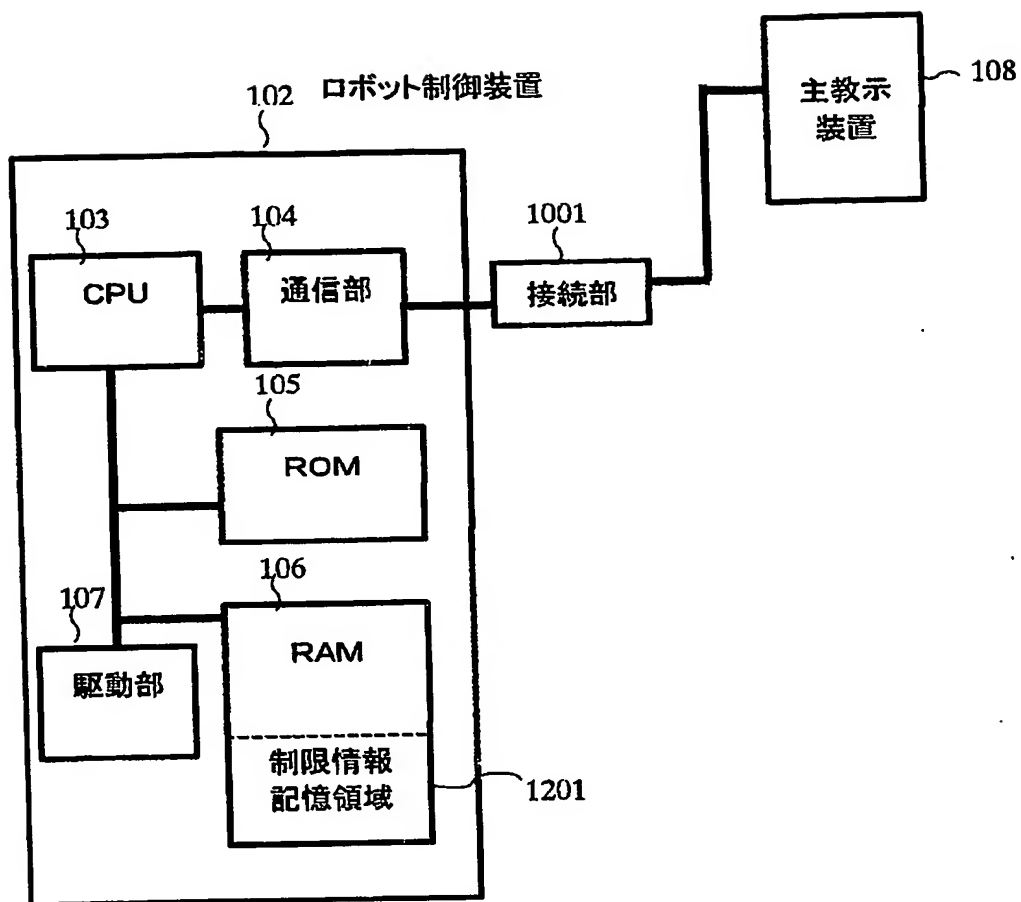 102
ロボット制御装置
主教示
装置
108
103
CPU
104
通信部
1001
接続部
105
ROM
106
RAM
107
駆動部
制限情報
記憶領域
1201